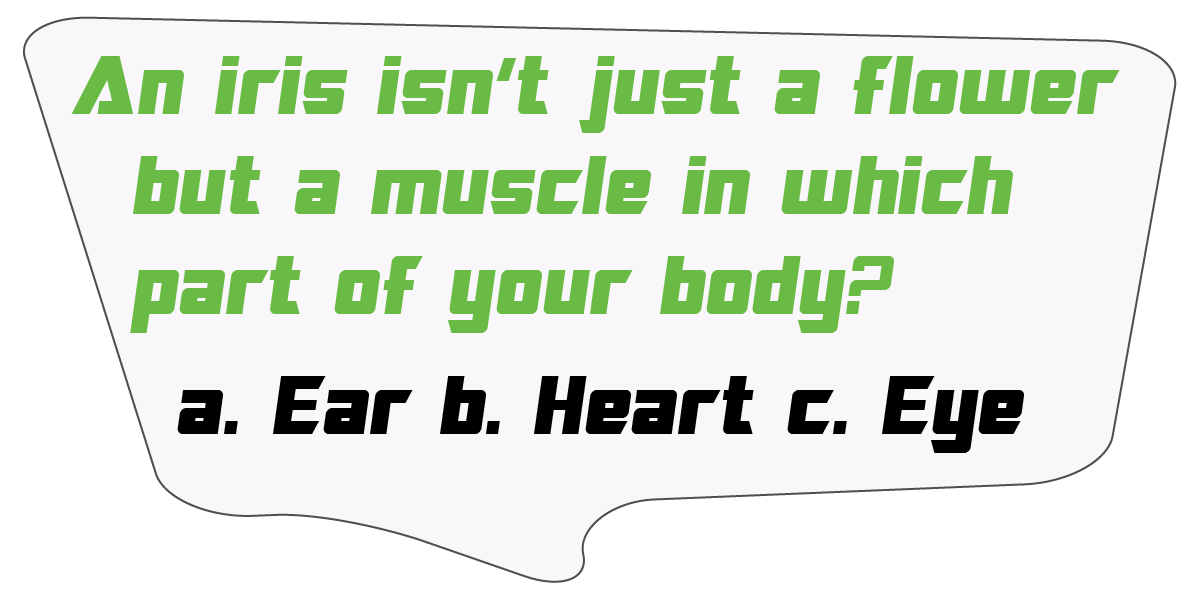 An iris isn't just a flower
but a muscle in which
part of your body?
a. Ear b. Heart c. Eye